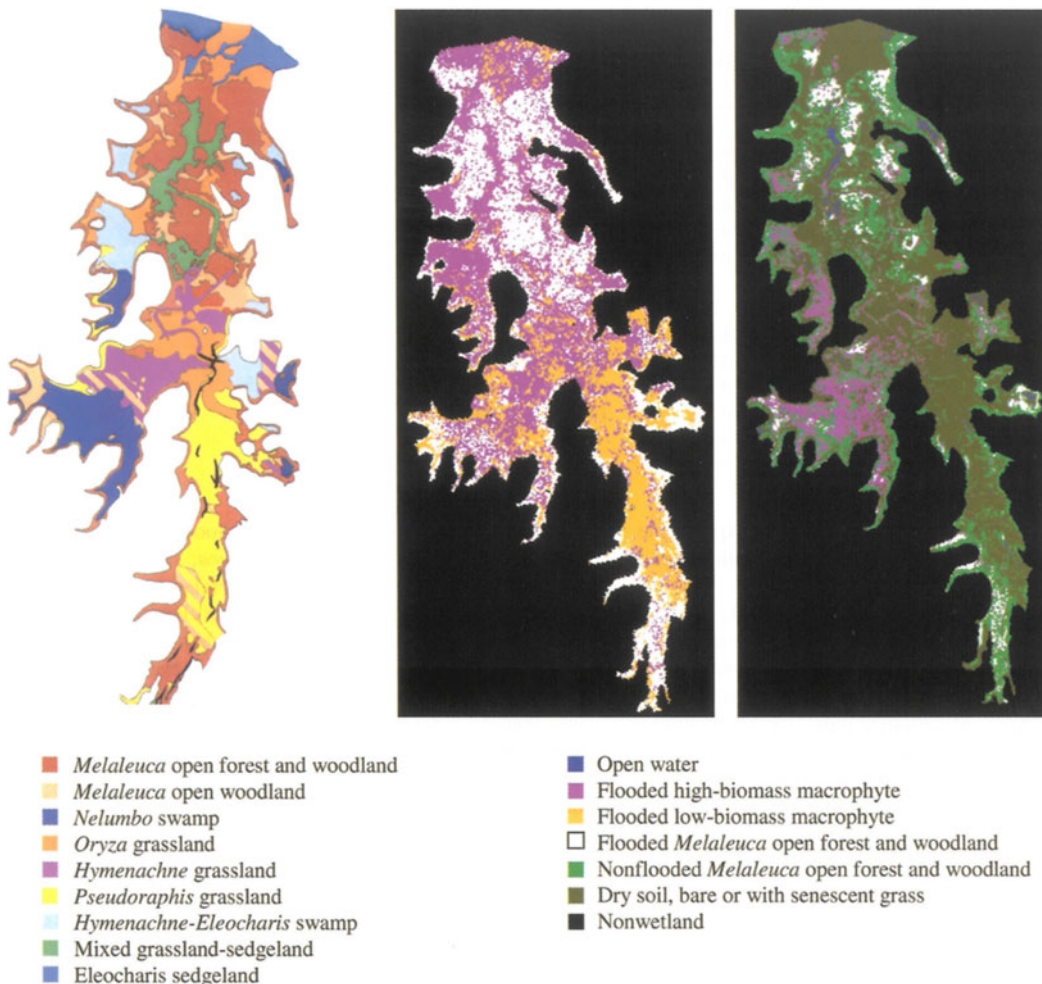 Melaleuca open forest and woodland
Melaleuca open woodland
Nelumbo swamp
Oryza grassland
Hymenachne grassland
Pseudoraphis grassland
Hymenachne-Eleocharis swamp
Mixed grassland-sedgeland
Eleocharis sedgeland
Open water
Flooded high-biomass macrophyte
Flooded low-biomass macrophyte
Flooded Melaleuca open forest and woodland
Nonflooded Melaleuca open forest and woodland
Dry soil, bare or with senescent grass
Nonwetland